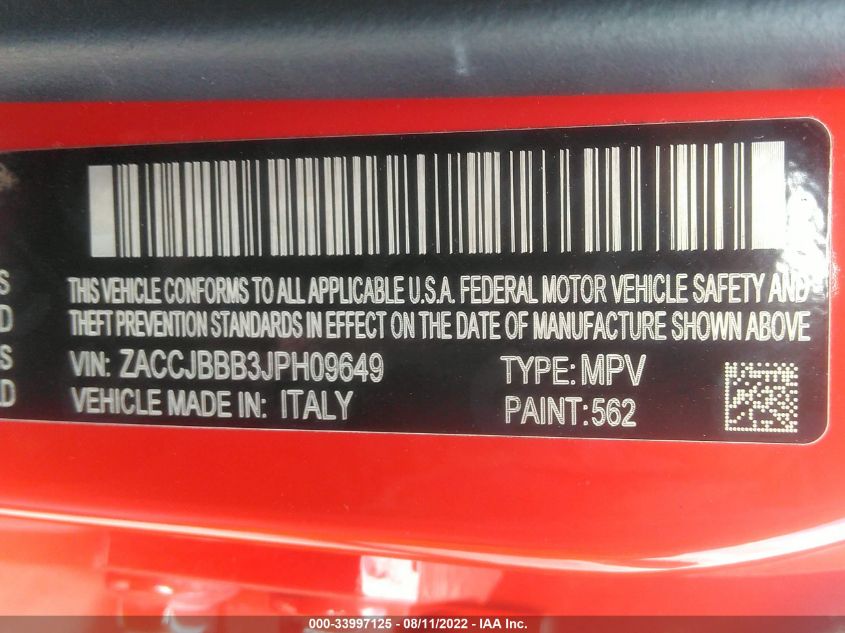 S
D
S
D
THIS VEHICLE CONFORMS TO ALL APPLICABLE U.S.A. FEDERAL MOTOR VEHICLE SAFETY AND
THEFT PREVENTION STANDARDS IN EFFECT ON THE DATE OF MANUFACTURE SHOWN ABOVE
VIN: ZACCJBBB3JPH09649 TYPE: MPV
VEHICLE MADE IN: ITALY PAINT:562
000-33997125 - 08/11/2022 - IAA Inc.